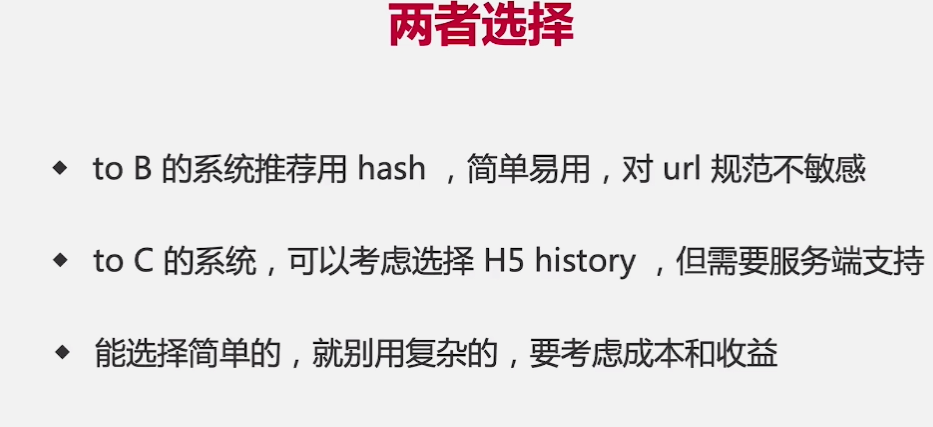 两者选择
◆ to B 的系统推荐用 hash ，简单易用，对 url 规范不敏感
◆ to C 的系统，可以考虑选择 H5 history ，但需要服务端支持
◆ 能选择简单的，就别用复杂的，要考虑成本和收益